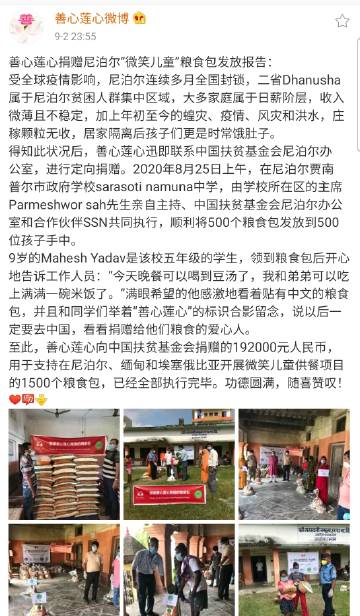 善心莲心微博
9-2 23:55
善心莲心捐赠尼泊尔“微笑儿童”粮食包发放报告：
受全球疫情影响，尼泊尔连续多月全国封锁，二省Dhanusha
属于尼泊尔贫困人群集中区域，大多家庭属于日薪阶层，收入
微薄且不稳定，加上年初至今的蝗灾、疫情、风灾和洪水，庄
稼颗粒无收，居家隔离后孩子们更是时常饿肚子。
得知此状况后，善心莲心迅即联系中国扶贫基金会尼泊尔办
公室，进行定向捐赠。2020年8月25日上午，在尼泊尔贾南
普尔市政府学校sarasoti namuna中学，由学校所在区的主席
Parmeshwor sah先生亲自主持、中国扶贫基金会尼泊尔办公
室和合作伙伴SSN共同执行，顺利将500个粮食包发放到500
位孩子手中。
9岁的Mahesh Yadav是该校五年级的学生，领到粮食包后开心
地告诉工作人员：“今天晚餐可以喝到豆汤了，我和弟弟可以吃
上满满一碗米饭了。”满眼希望的他感激地看着贴有中文的粮食
包，并且和同学们举着“善心莲心”的标识合影留念，说以后一
定要去中国，看看捐赠给他们粮食的爱心人。
至此，善心莲心向中国扶贫基金会捐赠的192000元人民币，
用于支持在尼泊尔、缅甸和埃塞俄比亚开展微笑儿童供餐项目
的1500个粮食包，已经全部执行完毕。功德圆满，随喜赞叹！